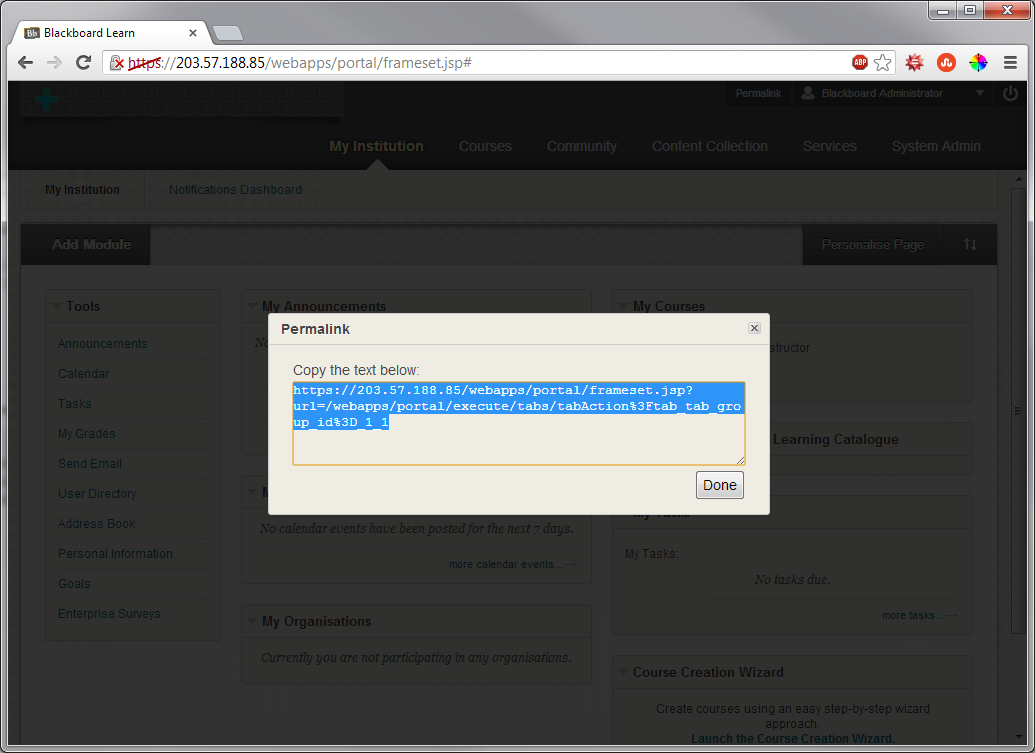 Blackboard Learn
https://203.57.188.85/webapps/portal/frameset.jsp#
ABP
Permalink
Blackboard Administrator
My Institution
Courses
Community
Content Collection
Services
System Admin
My Institution
Notifications Dashboard
Add Module
Personalise Page
Tools
Announcements
Calendar
Tasks
My Grades
Send Email
User Directory
Address Book
Personal Information
Goals
Enterprise Surveys
My Announcements
My Courses
Permalink
Copy the text below:
https://203.57.188.85/webapps/portal/frameset.jsp?
url=/webapps/portal/execute/tabs/tabAction%3Ftab_tab_gro
up_id%3D_1_1
Done
Learning Catalogue
No calendar events have been posted for the next 7 days.
more calendar events...
My Tasks
My Tasks:
No tasks due.
more tasks...
My Organisations
Currently you are not participating in any organisations.
Course Creation Wizard
Create courses using an easy step-by-step wizard
approach.
Launch the Course Creation Wizard.